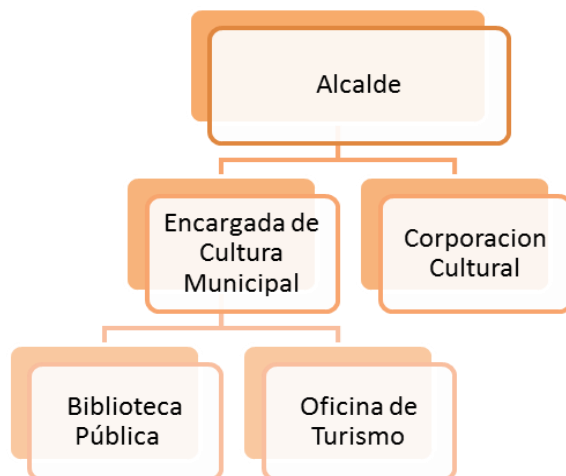 Alcalde
Encargada de
Cultura
Municipal
Corporacion
Cultural
Biblioteca
Pública
Oficina de
Turismo